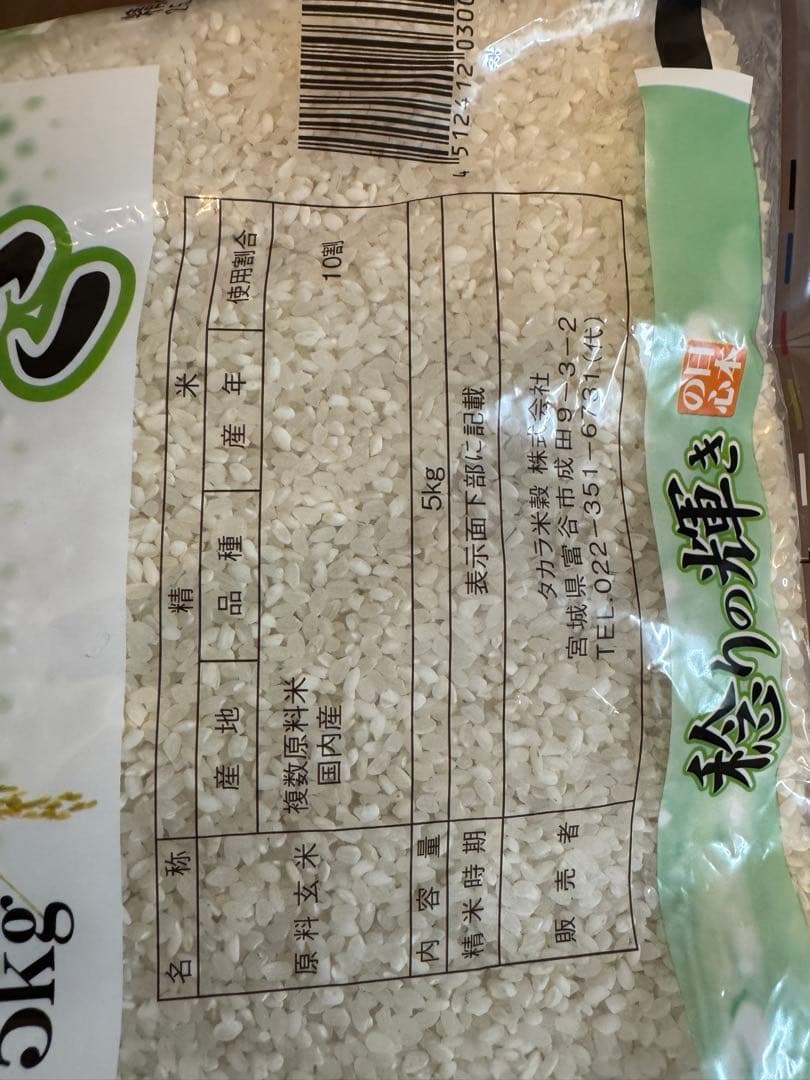 5kg
名称 精米
原料玄米 産地 品種 産年 使用割合
複数原料米
国内産 10割
内容量 5kg
精米時期 表示面下部に記載
販売者 タカラ米穀 株式会社
宮城県富谷市成田9-3-2
TEL.022-351-6731(代)
稔りの輝き
日本の心
4 512412 030